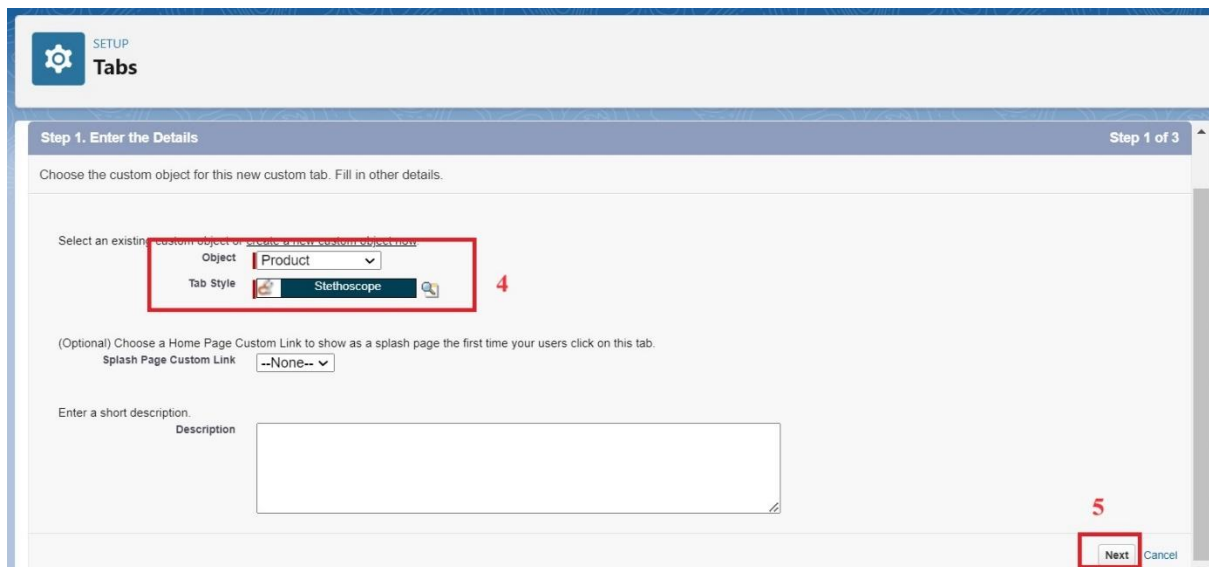 SETUP
Tabs
Step 1. Enter the Details Step 1 of 3
Choose the custom object for this new custom tab. Fill in other details.
Select an existing custom object or create a new custom object now.
Object Product
Tab Style Stethoscope 4
(Optional) Choose a Home Page Custom Link to show as a splash page the first time your users click on this tab.
Splash Page Custom Link --None--
Enter a short description.
Description
5
Next Cancel